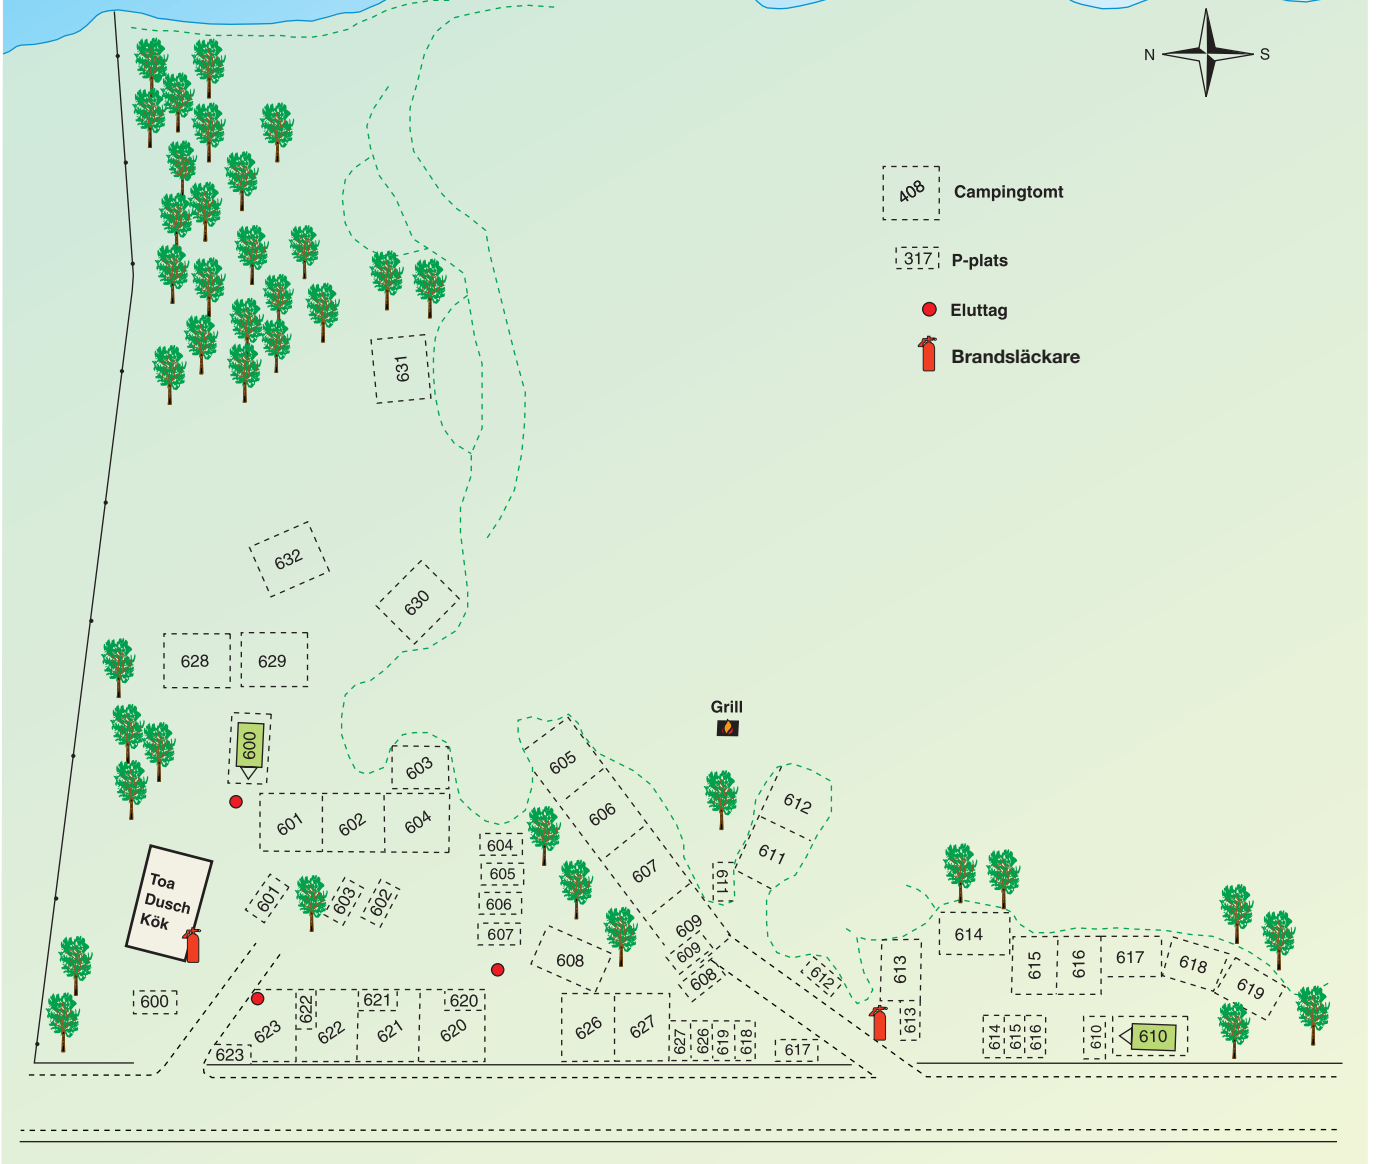 N S
408 Campingtomt
317 P-plats
Eluttag
Brandsläckare
631
632
630
628 629
600
Grill
603
605
601 602 604
606
612
604
611
605
607
611
601 603 602
606
607
609
Toa
Dusch
Kök
614
608
609
608
612
613
615 616 617 618 619
600
622 621 620
623 622 621 620
623
626 627
627 626 619 618
617
613
614 615 616
610 610